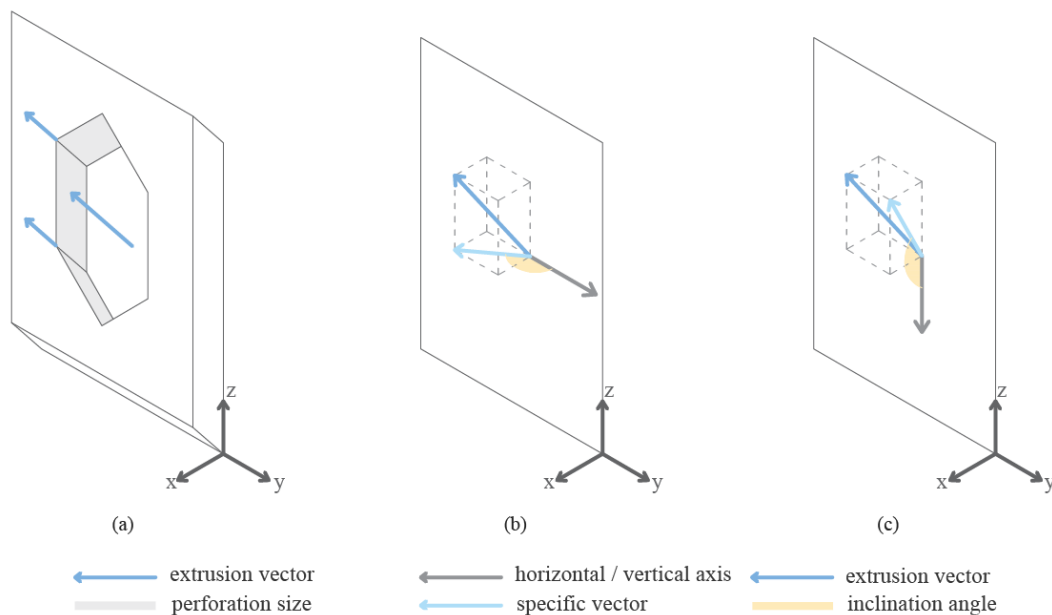 z
x
y
z
x
y
z
x
y
(a)
(b)
(c)
extrusion vector
horizontal / vertical axis
extrusion vector
perforation size
specific vector
inclination angle